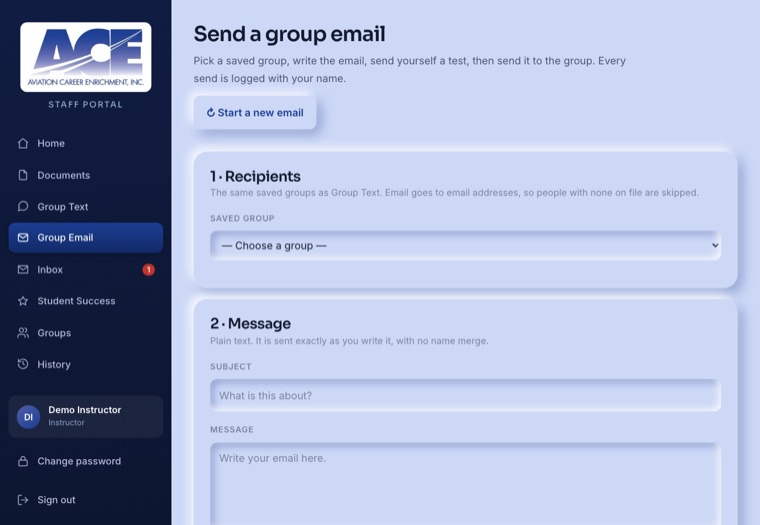 ACE
AVIATION CAREER ENRICHMENT, INC.
STAFF PORTAL
Home
Documents
Group Text
Group Email
Inbox
1
Student Success
Groups
History
DI
Demo Instructor
Instructor
Change password
Sign out
Send a group email
Pick a saved group, write the email, send yourself a test, then send it to the group. Every
send is logged with your name.
↻ Start a new email
1 · Recipients
The same saved groups as Group Text. Email goes to email addresses, so people with none on file are skipped.
SAVED GROUP
— Choose a group —
2 · Message
Plain text. It is sent exactly as you write it, with no name merge.
SUBJECT
What is this about?
MESSAGE
Write your email here.